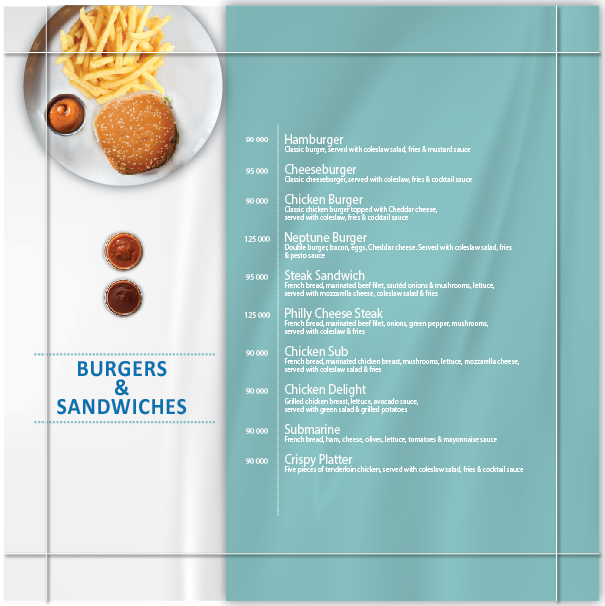 BURGERS
&
SANDWICHES
90 000 Hamburger
Classic burger, served with coleslaw salad, fries & mustard sauce
95 000 Cheeseburger
Classic cheeseburger, served with coleslaw, fries & cocktail sauce
90 000 Chicken Burger
Classic chicken burger topped with Cheddar cheese,
served with coleslaw, fries & cocktail sauce
125 000 Neptune Burger
Double burger, bacon, eggs, Cheddar cheese. Served with coleslaw salad, fries
& pesto sauce
95 000 Steak Sandwich
French bread, marinated beef filet, sautéd onions & mushrooms, lettuce,
served with mozzarella cheese, coleslaw salad & fries
125 000 Philly Cheese Steak
French bread, marinated beef filet, onions, green pepper, mushrooms,
served with coleslaw & fries
90 000 Chicken Sub
French bread, marinated chicken breast, mushrooms, lettuce, mozzarella cheese,
served with coleslaw salad & fries
90 000 Chicken Delight
Grilled chicken breast, lettuce, avocado sauce,
served with green salad & grilled potatoes
90 000 Submarine
French bread, ham, cheese, olives, lettuce, tomatoes & mayonnaise sauce
90 000 Crispy Platter
Five pieces of tenderloin chicken, served with coleslaw salad, fries & cocktail sauce